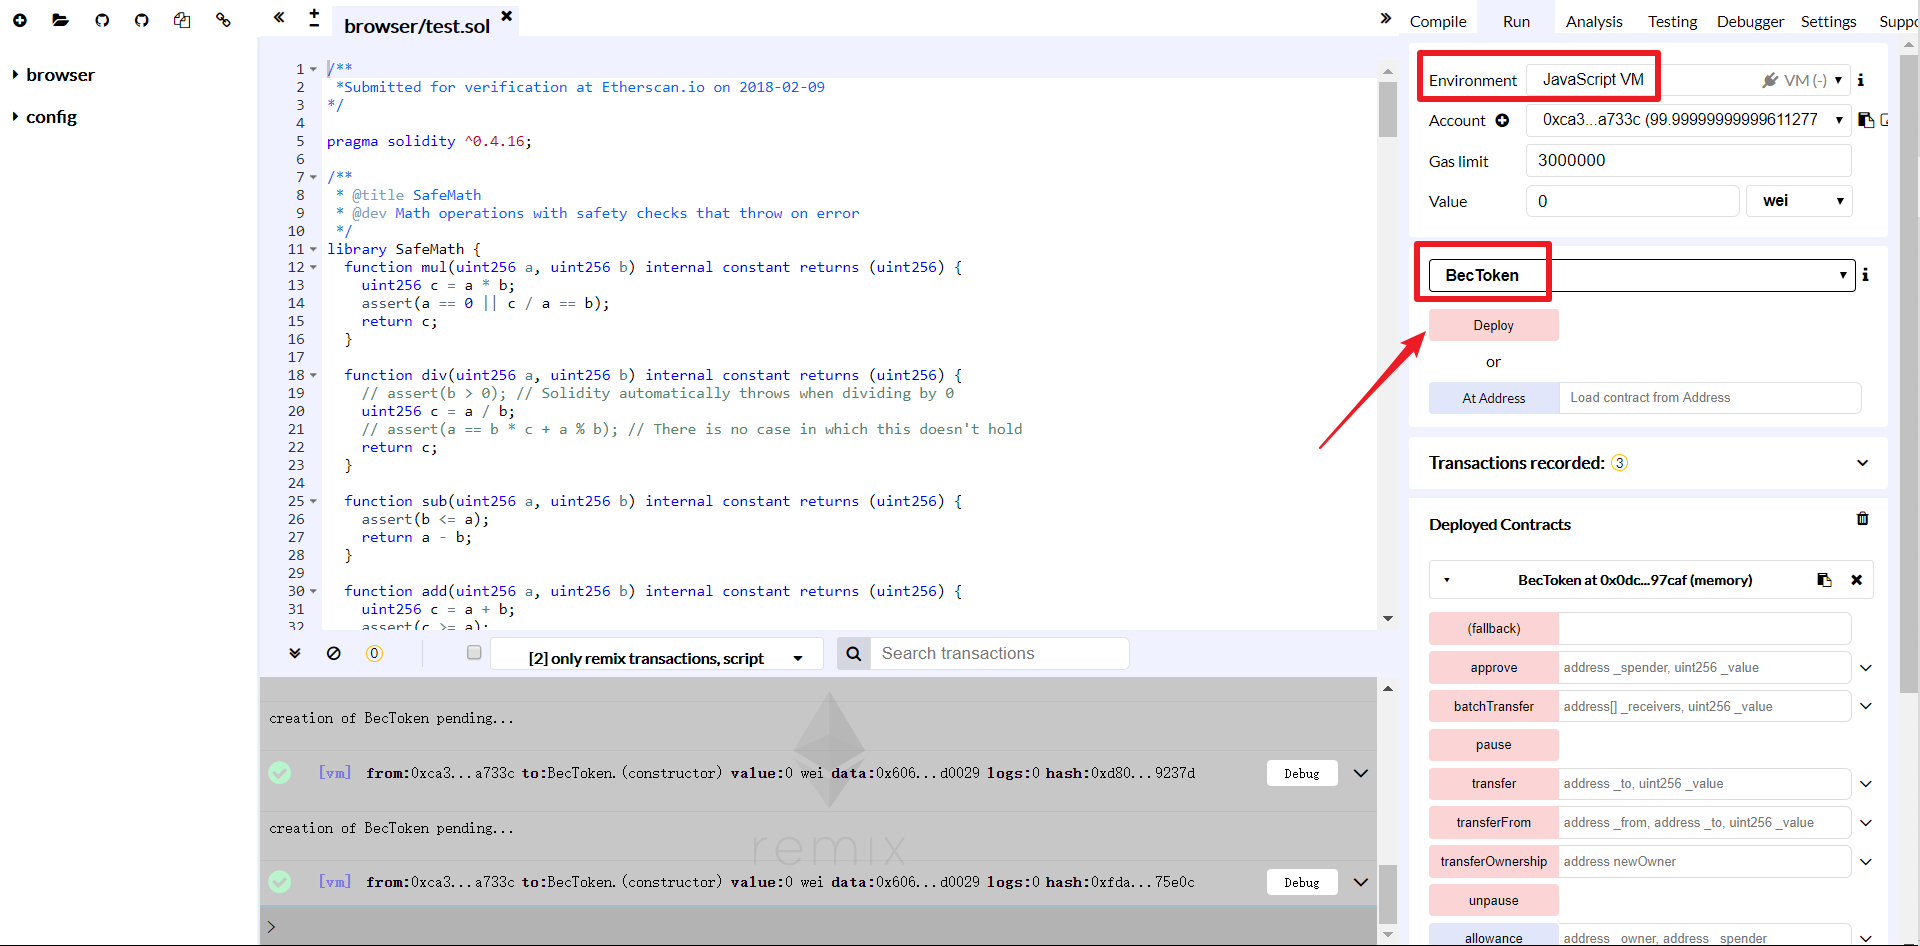 browser/test.sol
Compile Run Analysis Testing Debugger Settings Suppo
browser
config
1 /**
2 *Submitted for verification at Etherscan.io on 2018-02-09
3 */
4
5 pragma solidity ^0.4.16;
6
7 /**
8 * @title SafeMath
9 * @dev Math operations with safety checks that throw on error
10 */
11 library SafeMath {
12 function mul(uint256 a, uint256 b) internal constant returns (uint256) {
13 uint256 c = a * b;
14 assert(a == 0 || c / a == b);
15 return c;
16 }
17
18 function div(uint256 a, uint256 b) internal constant returns (uint256) {
19 // assert(b > 0); // Solidity automatically throws when dividing by 0
20 uint256 c = a / b;
21 // assert(a == b * c + a % b); // There is no case in which this doesn't hold
22 return c;
23 }
24
25 function sub(uint256 a, uint256 b) internal constant returns (uint256) {
26 assert(b <= a);
27 return a - b;
28 }
29
30 function add(uint256 a, uint256 b) internal constant returns (uint256) {
31 uint256 c = a + b;
32 assert(c >= a);
0
[2] only remix transactions, script
Search transactions
creation of BecToken pending...
[vm] from:0xca3...a733c to:BecToken.(constructor) value:0 wei data:0x606...d0029 logs:0 hash:0xd80...9237d
Debug
creation of BecToken pending...
remix
[vm] from:0xca3...a733c to:BecToken.(constructor) value:0 wei data:0x606...d0029 logs:0 hash:0xfda...75e0c
Debug
>
Environment JavaScript VM VM (-)
Account 0xca3...a733c (99.99999999999611277
Gas limit 3000000
Value 0 wei
BecToken
Deploy
or
At Address Load contract from Address
Transactions recorded: 3
Deployed Contracts
BecToken at 0x0dc...97caf (memory)
(fallback)
approve address _spender, uint256 _value
batchTransfer address[] _receivers, uint256 _value
pause
transfer address _to, uint256 _value
transferFrom address _from, address _to, uint256 _value
transferOwnership address newOwner
unpause
allowance address _owner, address _spender